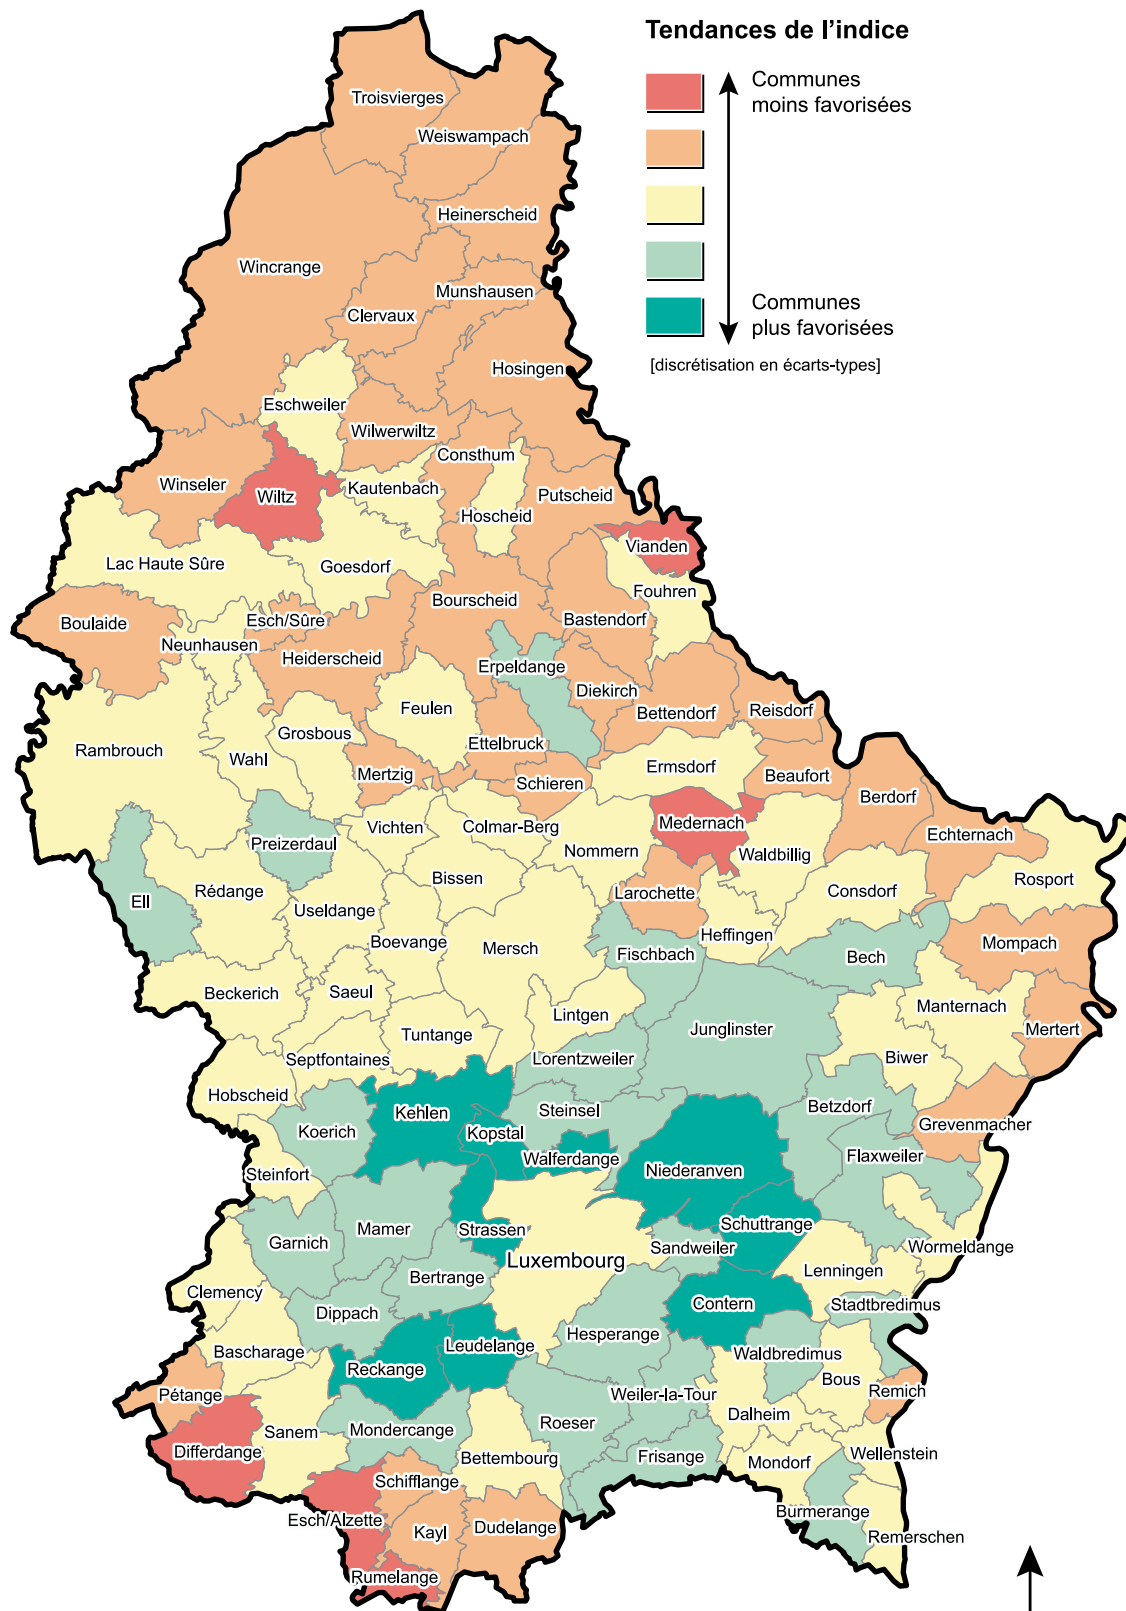 Tendances de l'indice
Communes
moins favorisées
Communes
plus favorisées
[discrétisation en écarts-types]
Troisvierges
Weiswampach
Heinerscheid
Wincrange
Munshausen
Clervaux
Hosingen
Eschweiler
Wilwerwiltz
Consthum
Winseler
Wiltz
Kautenbach
Putscheid
Hoscheid
Vianden
Lac Haute Sûre
Goesdorf
Fouhren
Bourscheid
Boulaide
Esch/Sûre
Bastendorf
Neunhausen
Heiderscheid
Erpeldange
Diekirch
Feulen
Bettendorf
Reisdorf
Grosbous
Rambrouch
Wahl
Ettelbruck
Ermsdorf
Mertzig
Schieren
Beaufort
Berdorf
Medernach
Vichten
Colmar-Berg
Echternach
Preizerdaul
Nommern
Waldbillig
Bissen
Rosport
Rédange
Larochette
Consdorf
Ell
Useldange
Heffingen
Boevange
Mersch
Mompach
Fischbach
Bech
Beckerich
Saeul
Manternach
Lintgen
Junglinster
Mertert
Tuntange
Septfontaines
Lorentzweiler
Biwer
Hobscheid
Kehlen
Steinsel
Betzdorf
Koerich
Kopstal
Grevenmacher
Walferdange
Flaxweiler
Steinfort
Niederanven
Mamer
Strassen
Schuttrange
Garnich
Sandweiler
Wormeldange
Luxembourg
Bertrange
Lenningen
Clemency
Contern
Stadtbredimus
Dippach
Hesperange
Leudelange
Bascharage
Waldbredimus
Reckange
Bous
Pétange
Weiler-la-Tour
Remich
Roeser
Dalheim
Sanem
Mondercange
Differdange
Bettembourg
Frisange
Wellenstein
Mondorf
Schifflange
Burmerange
Esch/Alzette
Kayl
Dudelange
Remerschen
Rumelange